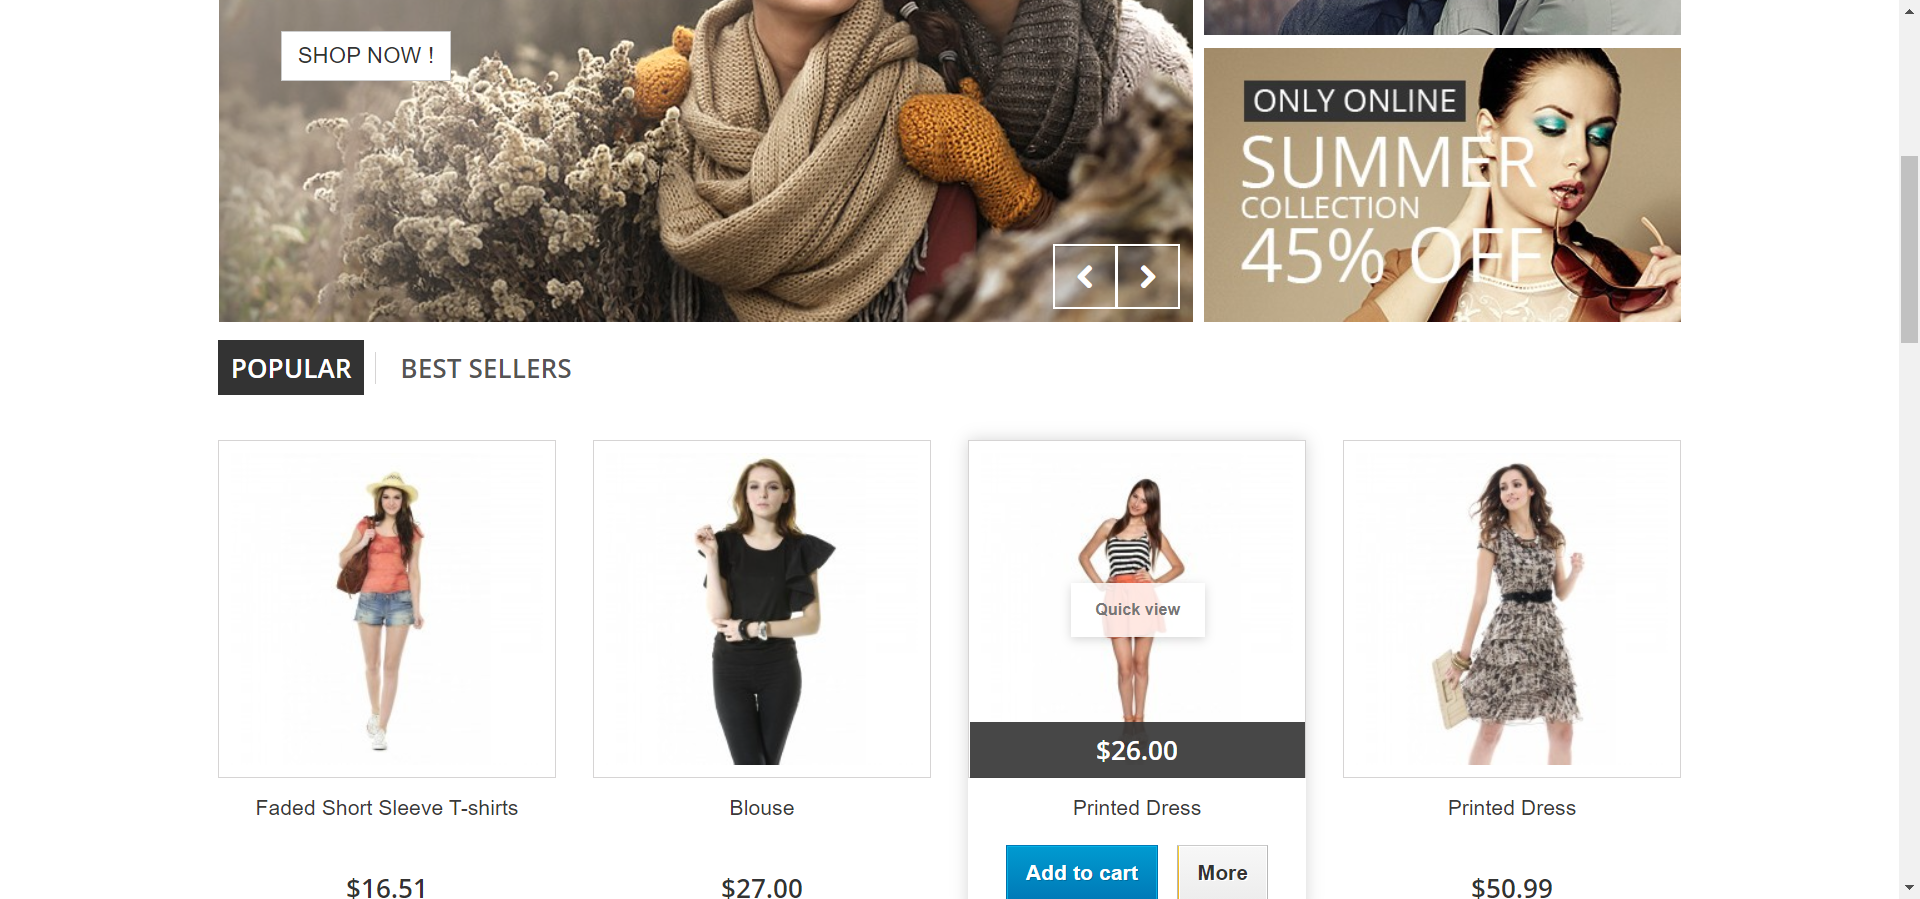 SHOP NOW !
ONLY ONLINE
SUMMER
COLLECTION
45% OFF
POPULAR
BEST SELLERS
Quick view
$26.00
Faded Short Sleeve T-shirts
Blouse
Printed Dress
Printed Dress
Add to cart
More
$16.51
$27.00
$50.99